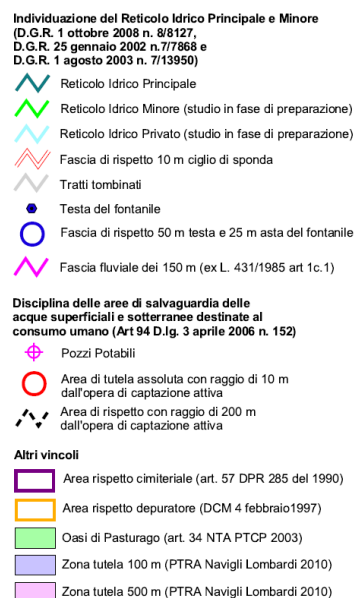 Individuazione del Reticolo Idrico Principale e Minore
(D.G.R. 1 ottobre 2008 n. 8/8127,
D.G.R. 25 gennaio 2002 n.7/7868 e
D.G.R. 1 agosto 2003 n. 7/13950)
Reticolo Idrico Principale
Reticolo Idrico Minore (studio in fase di preparazione)
Reticolo Idrico Privato (studio in fase di preparazione)
Fascia di rispetto 10 m ciglio di sponda
Tratti tombinati
Testa del fontanile
Fascia di rispetto 50 m testa e 25 m asta del fontanile
Fascia fluviale dei 150 m (ex L. 431/1985 art 1c.1)
Disciplina delle aree di salvaguardia delle
acque superficiali e sotterranee destinate al
consumo umano (Art 94 D.lg. 3 aprile 2006 n. 152)
Pozzi Potabili
Area di tutela assoluta con raggio di 10 m
dall'opera di captazione attiva
Area di rispetto con raggio di 200 m
dall'opera di captazione attiva
Altri vincoli
Area rispetto cimiteriale (art. 57 DPR 285 del 1990)
Area rispetto depuratore (DCM 4 febbraio1997)
Oasi di Pasturago (art. 34 NTA PTCP 2003)
Zona tutela 100 m (PTRA Navigli Lombardi 2010)
Zona tutela 500 m (PTRA Navigli Lombardi 2010)